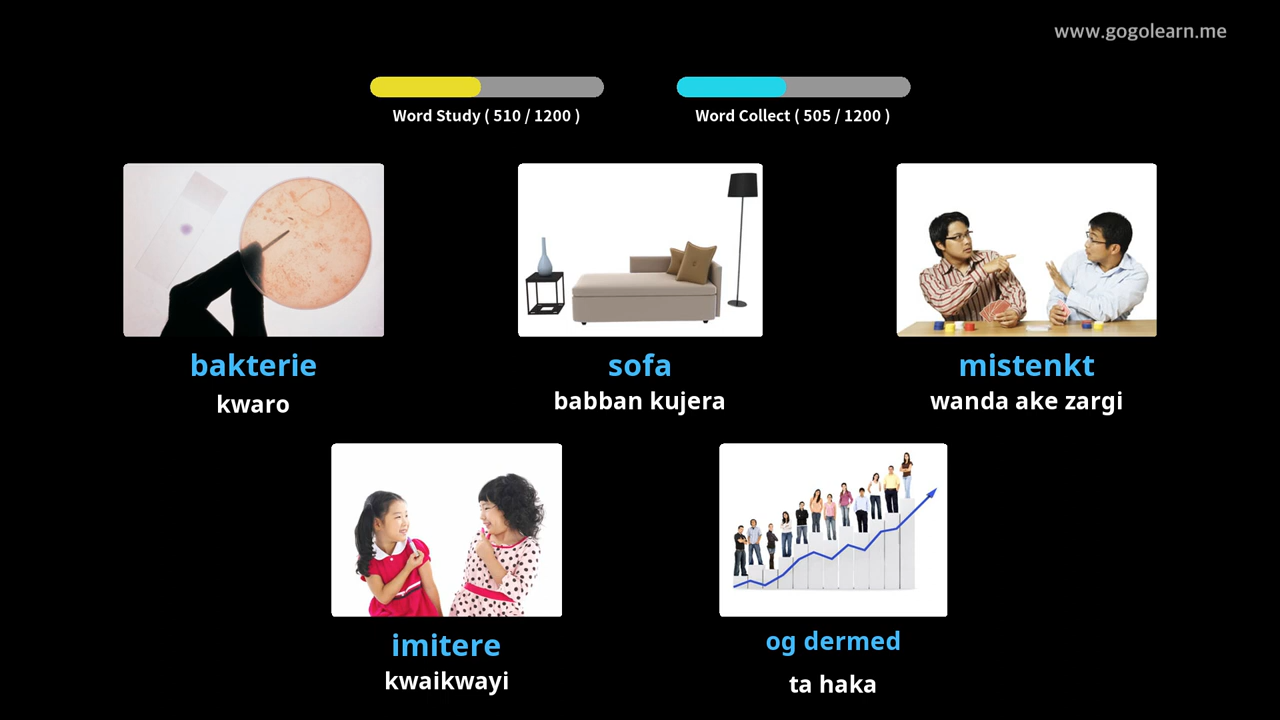 www.gogolearn.me
Word Study ( 510 / 1200 )
Word Collect ( 505 / 1200 )
bakterie
kwaro
sofa
babban kujera
mistenkt
wanda ake zargi
imitere
kwaikwayi
og dermed
ta haka